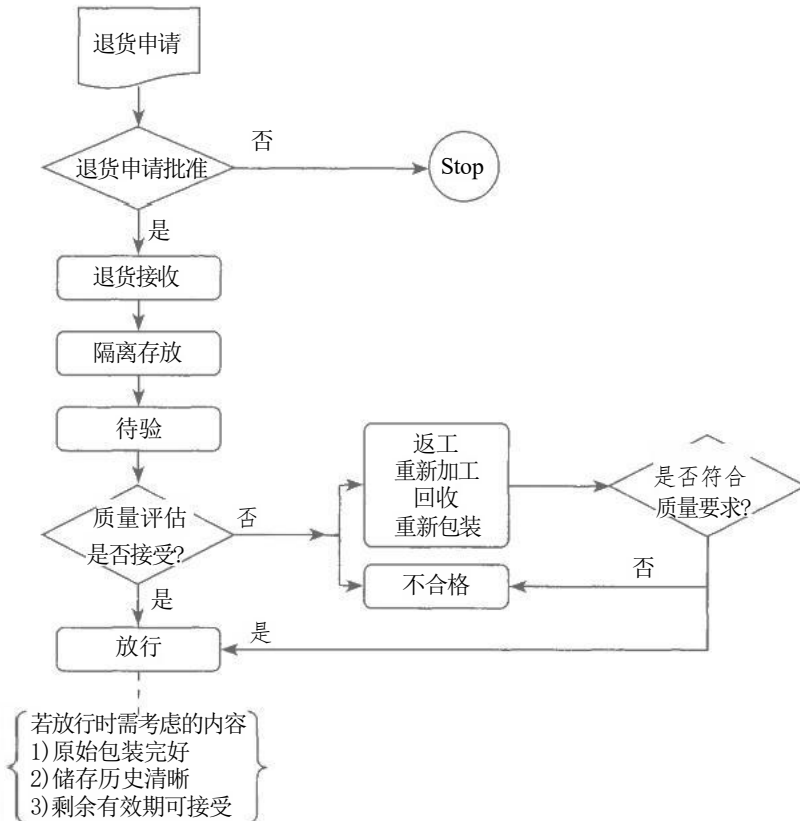 退货申请
否
退货申请批准
Stop
是
退货接收
隔离存放
待验
返工
重新加工
回收
重新包装
是否符合
质量要求?
质量评估
是否接受?
否
不合格
否
是
放行
是
若放行时需考虑的内容
1)原始包装完好
2)储存历史清晰
3)剩余有效期可接受